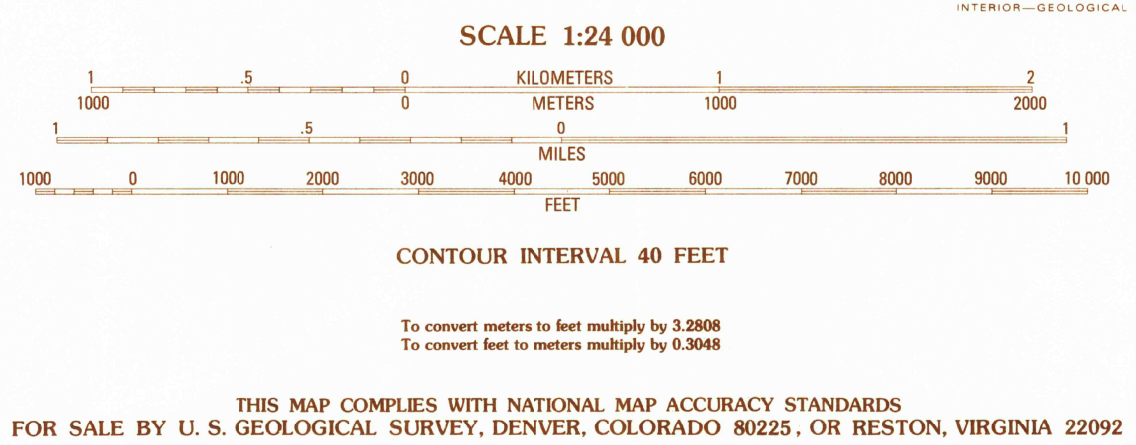 INTERIOR—GEOLOGICAL
SCALE 1:24 000
1 .5 0 KILOMETERS 1 2
1000 0 METERS 1000 2000
1 .5 0 1
MILES
1000 0 1000 2000 3000 4000 5000 6000 7000 8000 9000 10 000
FEET
CONTOUR INTERVAL 40 FEET
To convert meters to feet multiply by 3.2808
To convert feet to meters multiply by 0.3048
THIS MAP COMPLIES WITH NATIONAL MAP ACCURACY STANDARDS
FOR SALE BY U. S. GEOLOGICAL SURVEY, DENVER, COLORADO 80225, OR RESTON, VIRGINIA 22092